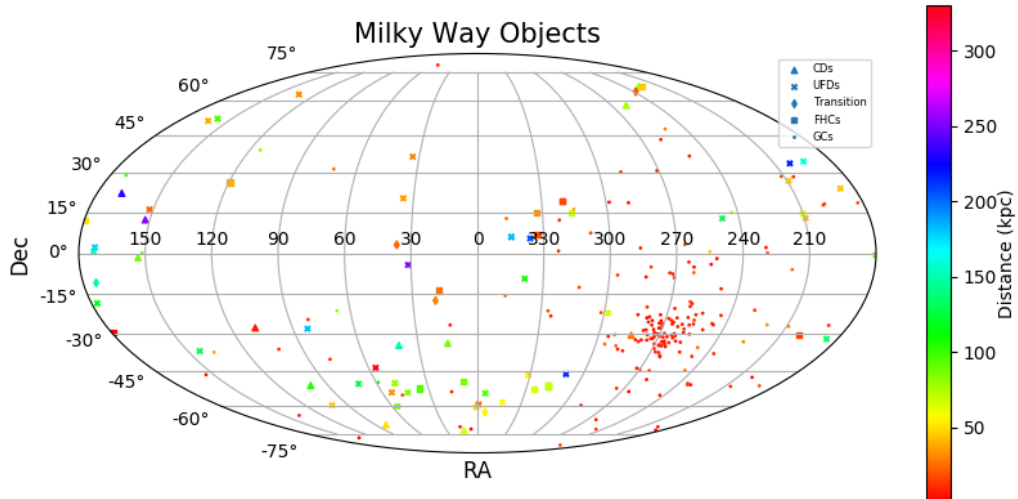 Milky Way Objects
75°
60°
45°
30°
15°
0°
-15°
-30°
-45°
-60°
-75°
Dec
150 120 90 60 30 0 330 300 270 240 210
RA
CDs
UFDs
Transition
FHCs
GCs
300
250
200
150
100
50
Distance (kpc)